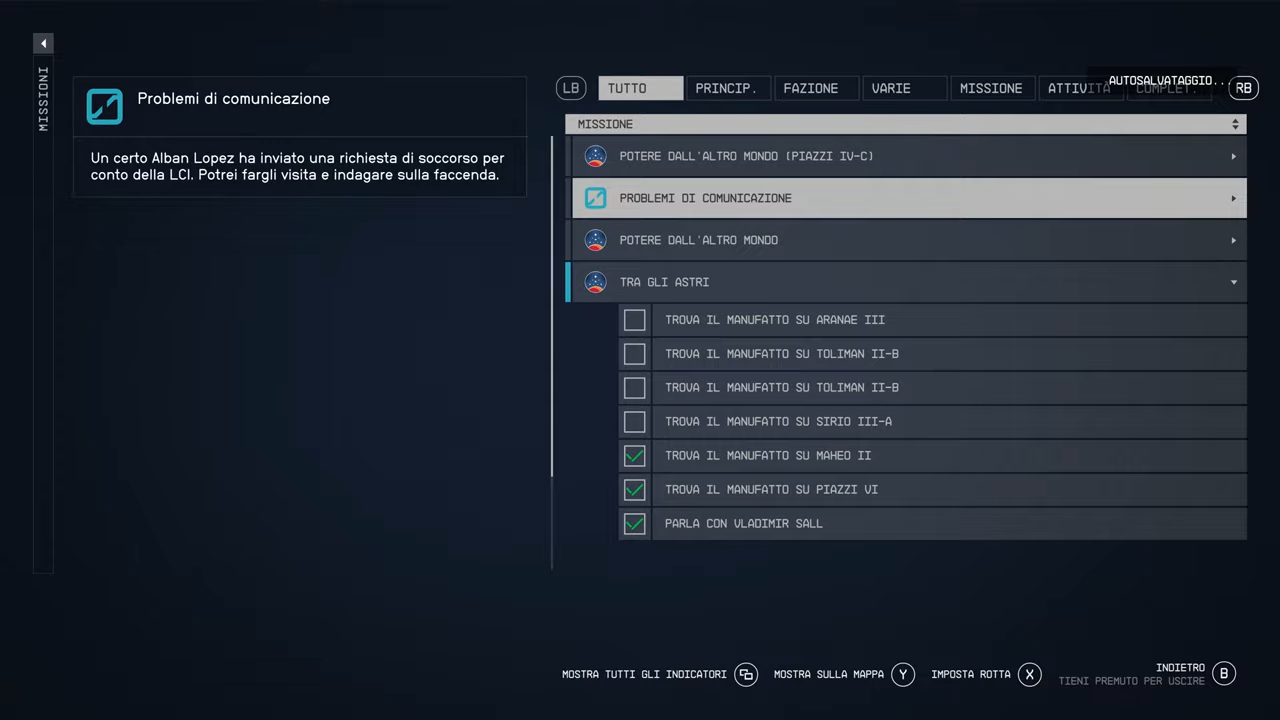 MISSIONI
Problemi di comunicazione
Un certo Alban Lopez ha inviato una richiesta di soccorso per
conto della LCI. Potrei fargli visita e indagare sulla faccenda.
LB
TUTTO
PRINCIP.
FAZIONE
VARIE
MISSIONE
ATTIVITÀ
COMPLET.
AUTOSALVATAGGIO...
RB
MISSIONE
POTERE DALL'ALTRO MONDO (PIAZZI IV-C)
PROBLEMI DI COMUNICAZIONE
POTERE DALL'ALTRO MONDO
TRA GLI ASTRI
TROVA IL MANUFATTO SU ARANAE III
TROVA IL MANUFATTO SU TOLIMAN II-B
TROVA IL MANUFATTO SU TOLIMAN II-B
TROVA IL MANUFATTO SU SIRIO III-A
TROVA IL MANUFATTO SU MAHEO II
TROVA IL MANUFATTO SU PIAZZI VI
PARLA CON VLADIMIR SALL
MOSTRA TUTTI GLI INDICATORI
MOSTRA SULLA MAPPA Y
IMPOSTA ROTTA X
INDIETRO B
TIENI PREMUTO PER USCIRE